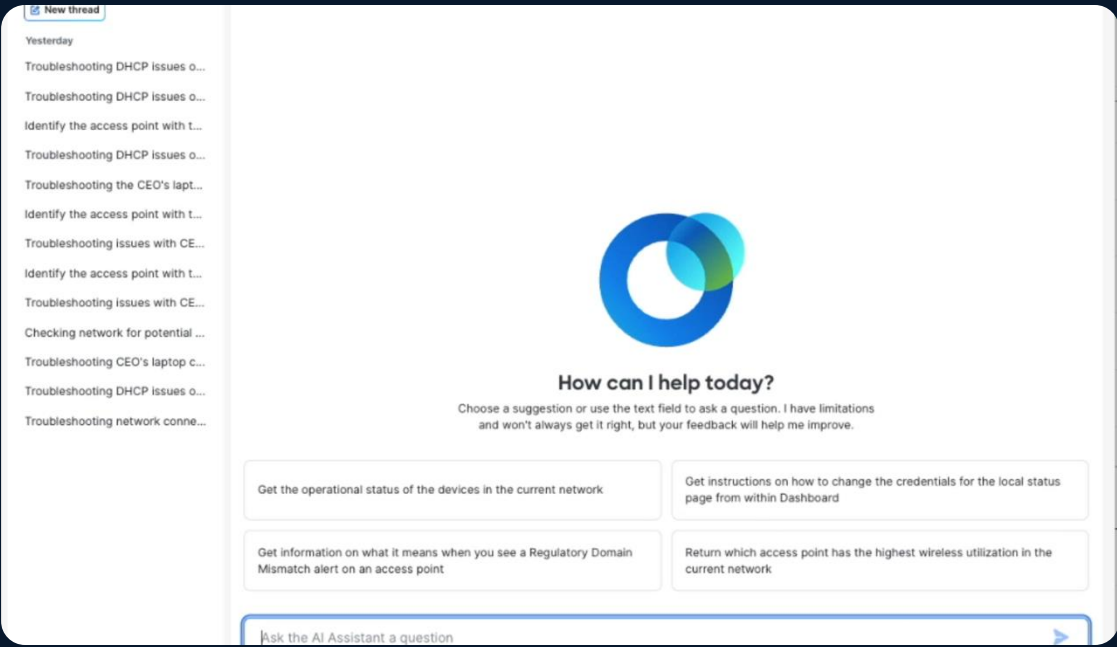 New thread
Yesterday
Troubleshooting DHCP issues o...
Troubleshooting DHCP issues o...
Identify the access point with t...
Troubleshooting DHCP issues o...
Troubleshooting the CEO's lapt...
Identify the access point with t...
Troubleshooting issues with CE...
Identify the access point with t...
Troubleshooting issues with CE...
Checking network for potential ...
Troubleshooting CEO's laptop c...
Troubleshooting DHCP issues o...
Troubleshooting network conne...
How can I help today?
Choose a suggestion or use the text field to ask a question. I have limitations
and won't always get it right, but your feedback will help me improve.
Get the operational status of the devices in the current network
Get instructions on how to change the credentials for the local status
page from within Dashboard
Get information on what it means when you see a Regulatory Domain
Mismatch alert on an access point
Return which access point has the highest wireless utilization in the
current network
Ask the AI Assistant a question